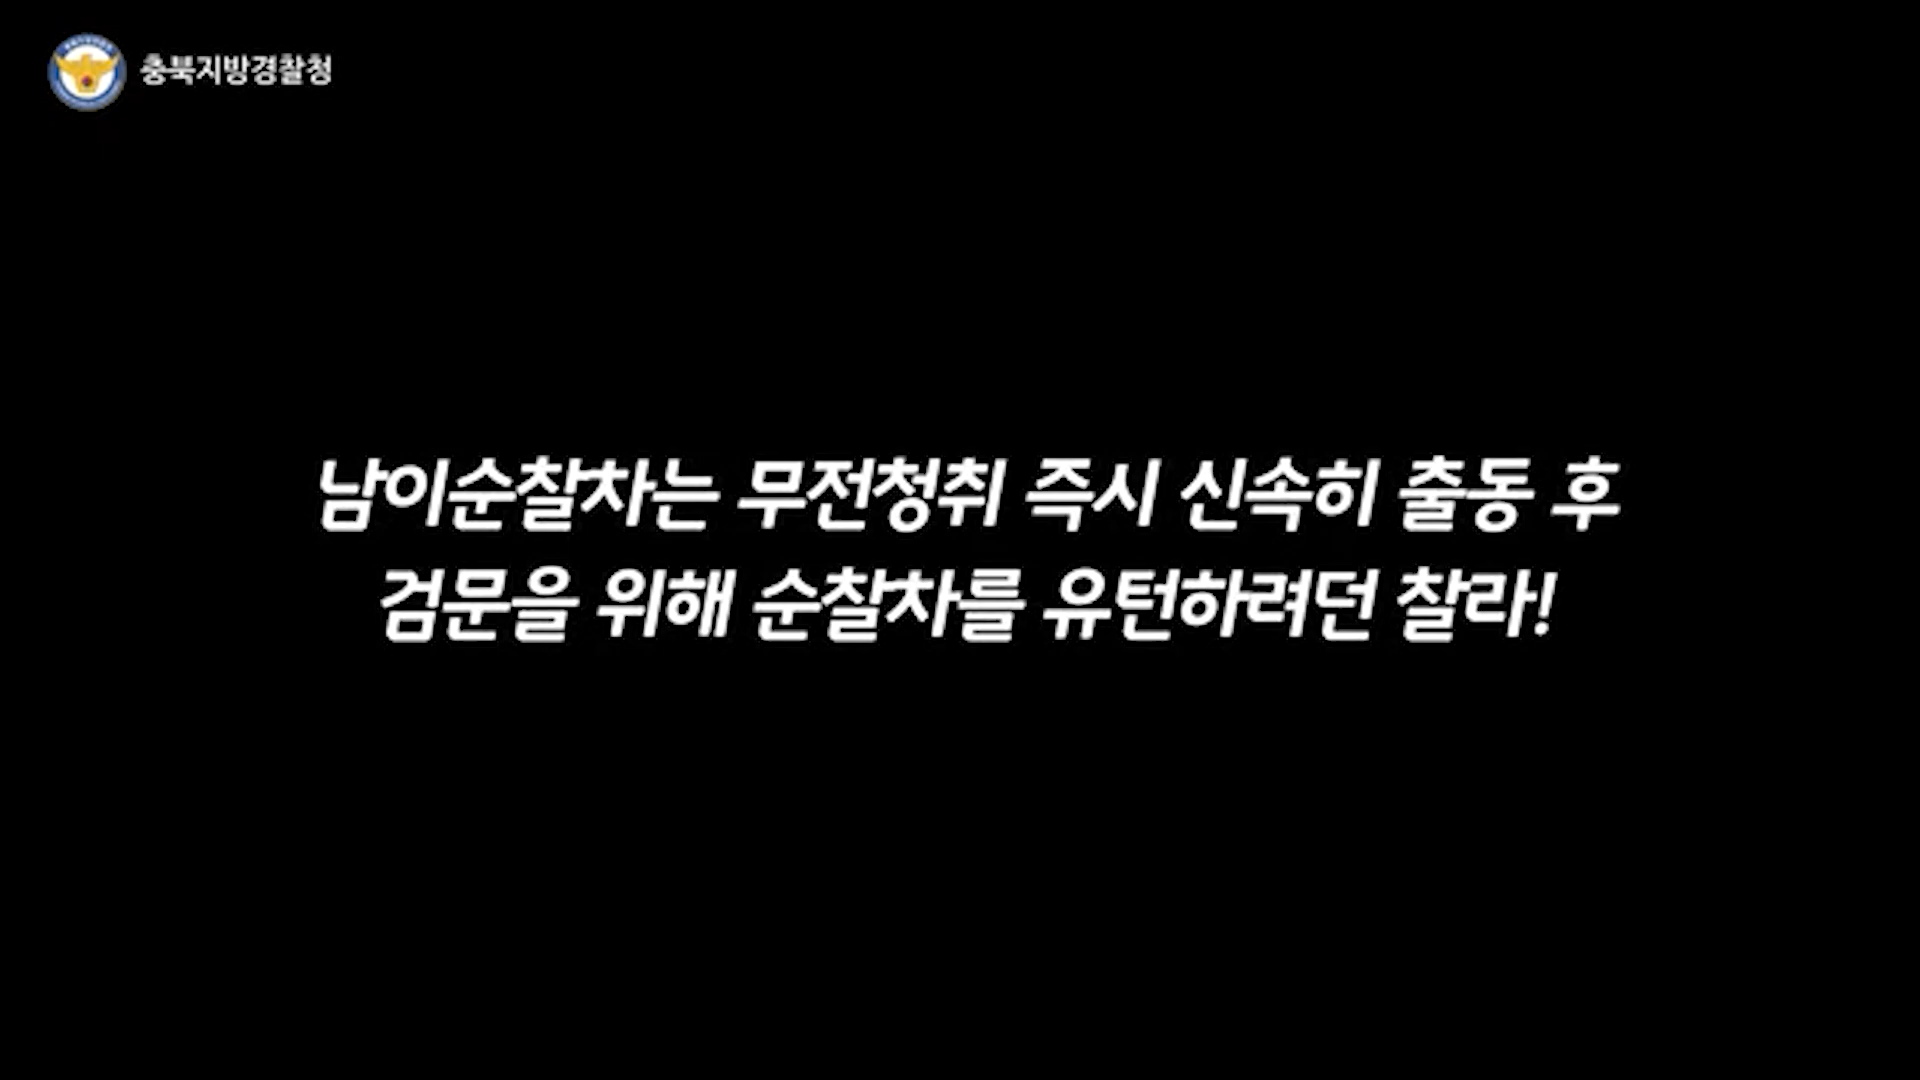 충북지방경찰청
남이순찰차는 무전청취 즉시 신속히 출동 후
검문을 위해 순찰차를 유턴하려던 찰라!